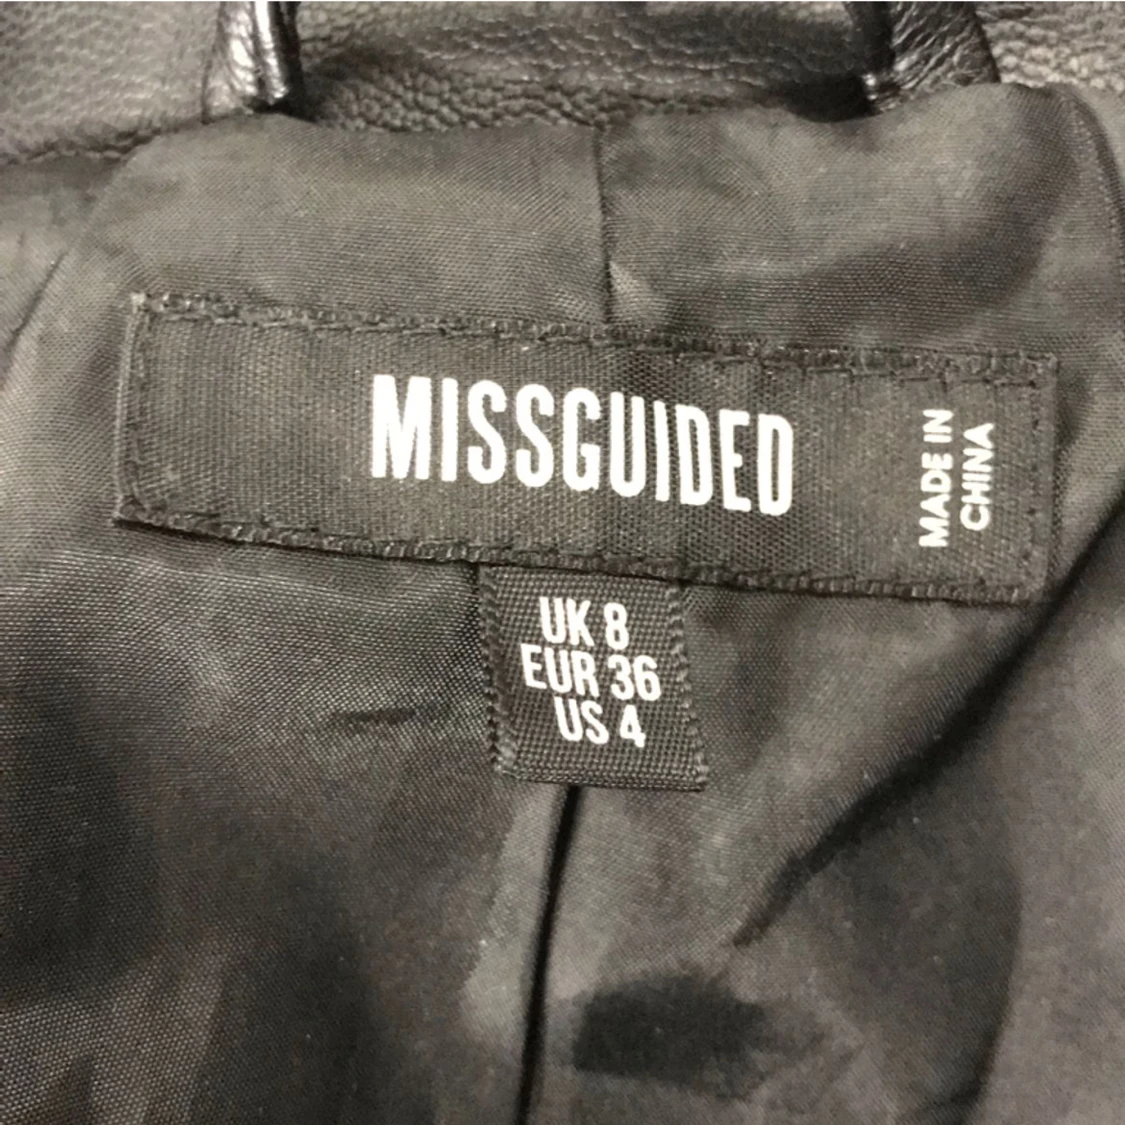 MISSGUIDED
MADE IN
CHINA
UK 8
EUR 36
US 4